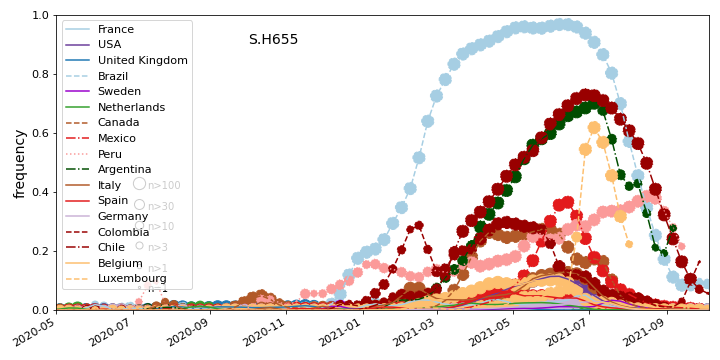 S.H655
frequency
1.0
0.8
0.6
0.4
0.2
0.0
France
USA
United Kingdom
Brazil
Sweden
Netherlands
Canada
Mexico
Peru
Argentina
Italy
Spain
Germany
Colombia
Chile
Belgium
Luxembourg
n>100
n>30
n>10
n>3
n>1
2020-05
2020-07
2020-09
2020-11
2021-01
2021-03
2021-05
2021-07
2021-09